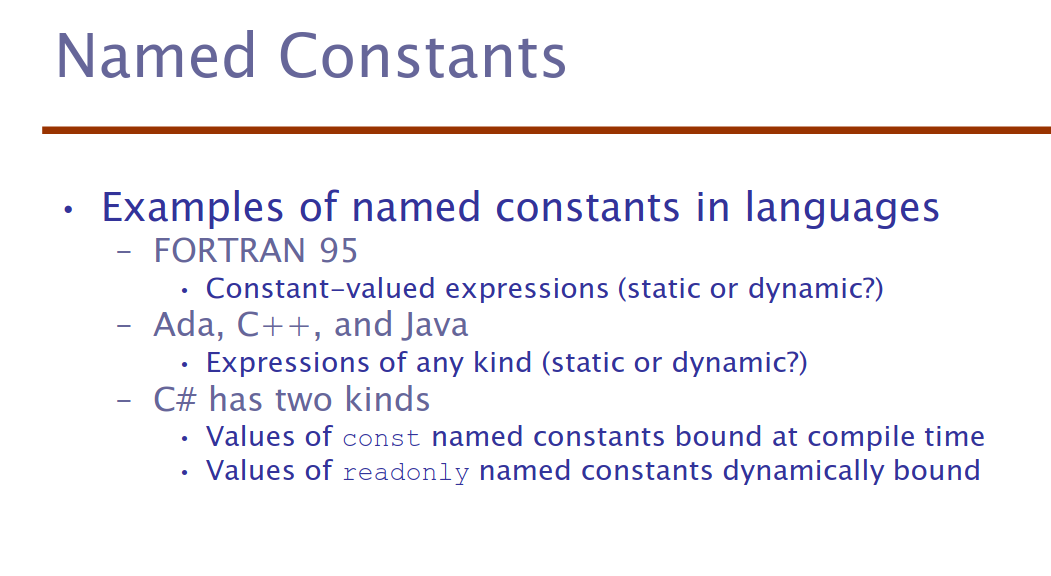 Named Constants
• Examples of named constants in languages
– FORTRAN 95
• Constant-valued expressions (static or dynamic?)
– Ada, C++, and Java
• Expressions of any kind (static or dynamic?)
– C# has two kinds
• Values of const named constants bound at compile time
• Values of readonly named constants dynamically bound